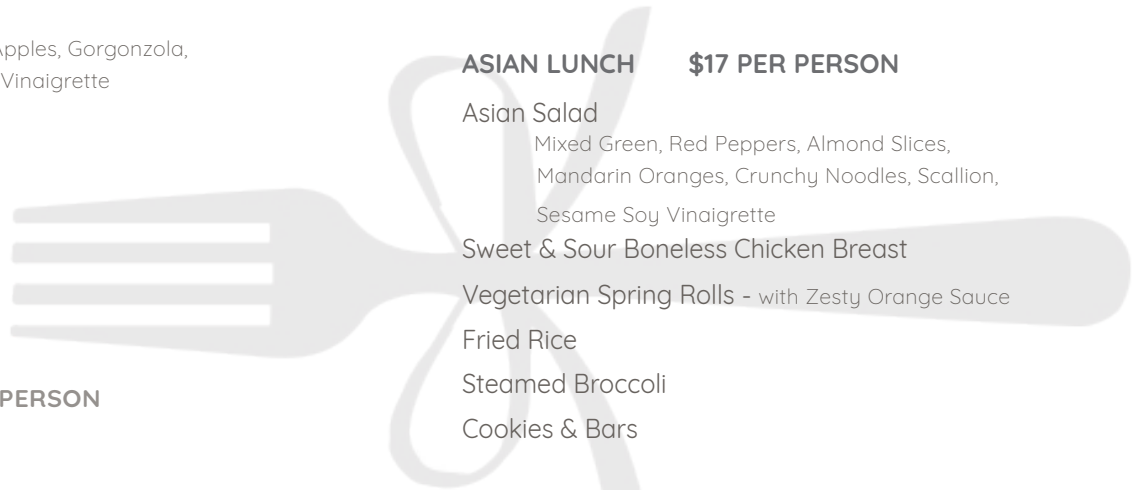 Apples, Gorgonzola,
Vinaigrette
PERSON
ASIAN LUNCH $17 PER PERSON
Asian Salad
Mixed Green, Red Peppers, Almond Slices,
Mandarin Oranges, Crunchy Noodles, Scallion,
Sesame Soy Vinaigrette
Sweet & Sour Boneless Chicken Breast
Vegetarian Spring Rolls - with Zesty Orange Sauce
Fried Rice
Steamed Broccoli
Cookies & Bars